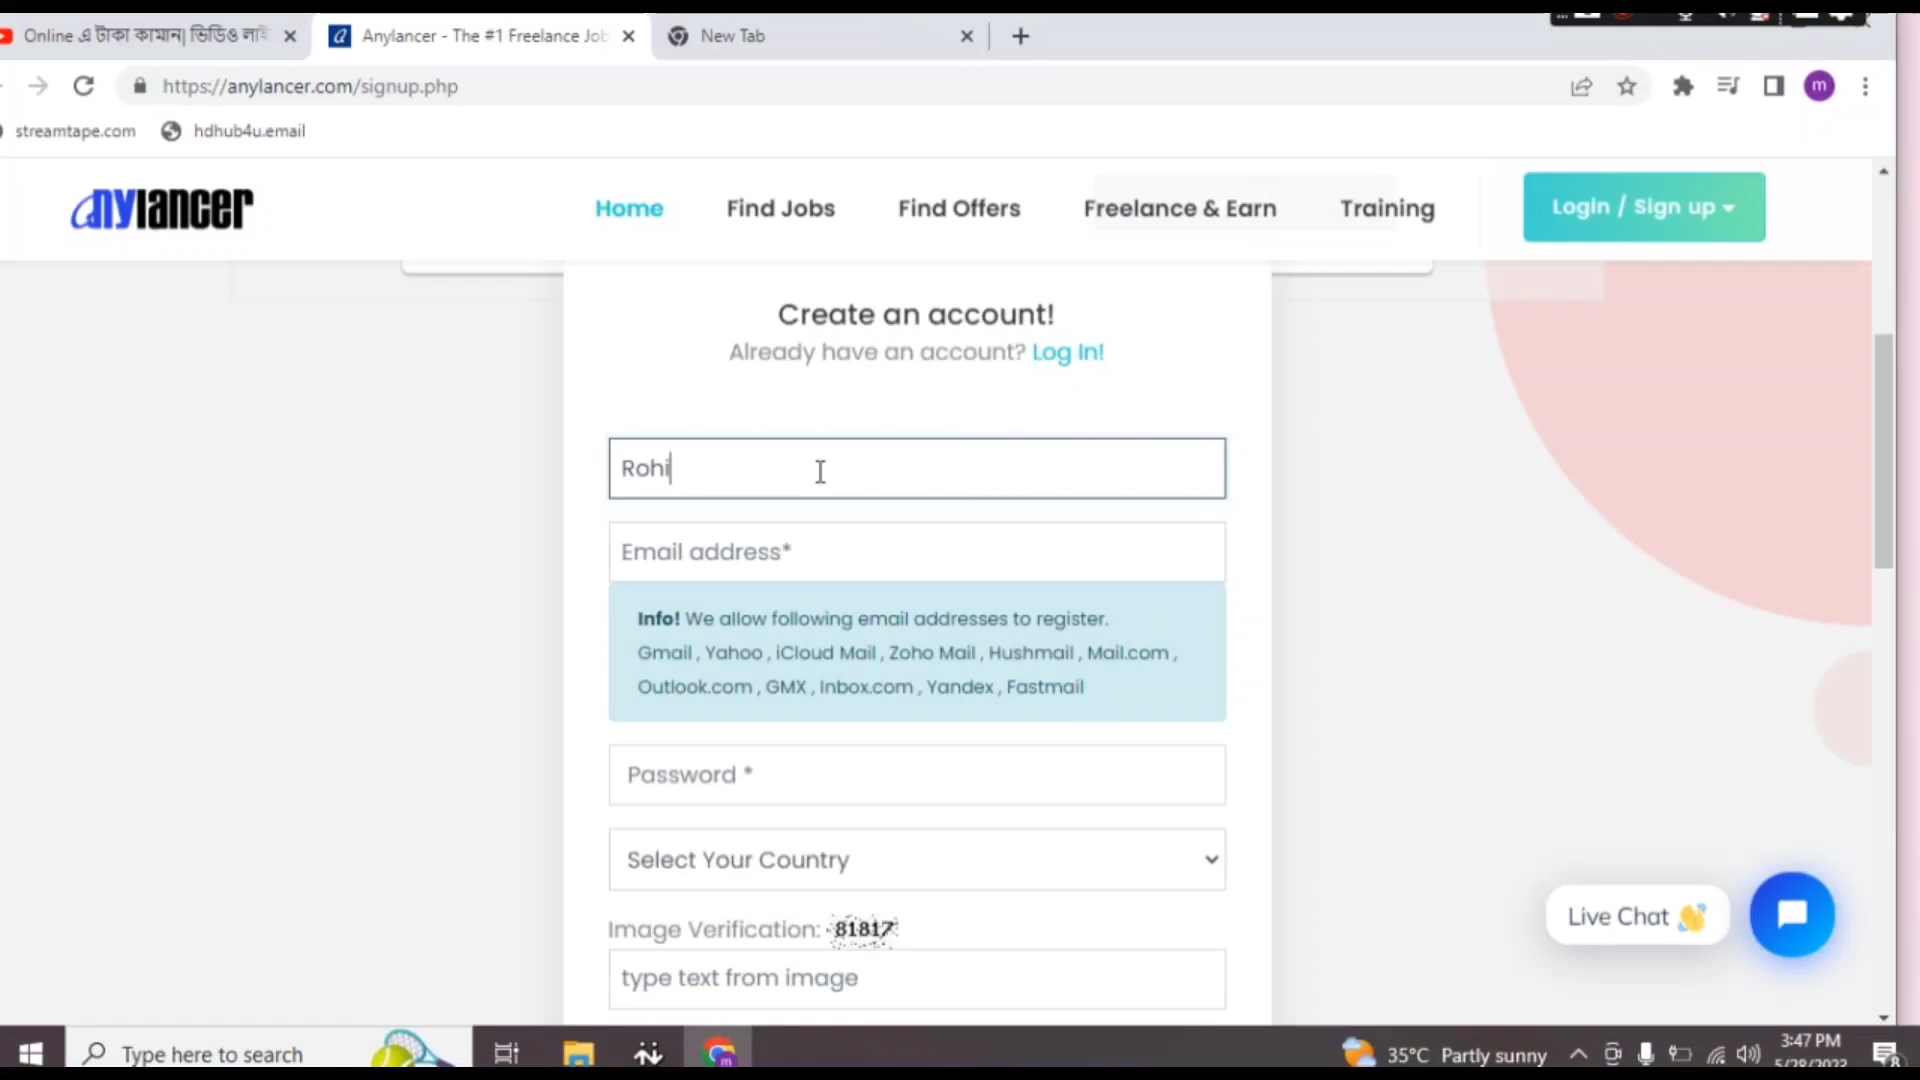 Online এ টাকা কামান| ভিডিও লাই
Anylancer - The #1 Freelance Job
New Tab
https://anylancer.com/signup.php
m
streamtape.com
hdhub4u.email
anylancer
Home
Find Jobs
Find Offers
Freelance & Earn
Training
Login / Sign up
Create an account!
Already have an account? Log In!
Rohi
Email address*
Info! We allow following email addresses to register.
Gmail , Yahoo , iCloud Mail , Zoho Mail , Hushmail , Mail.com ,
Outlook.com , GMX , Inbox.com , Yandex , Fastmail
Password *
Select Your Country
Image Verification: 81817
type text from image
Live Chat 👋
Type here to search
m
35°C Partly sunny
3:47 PM
5/28/2023
8